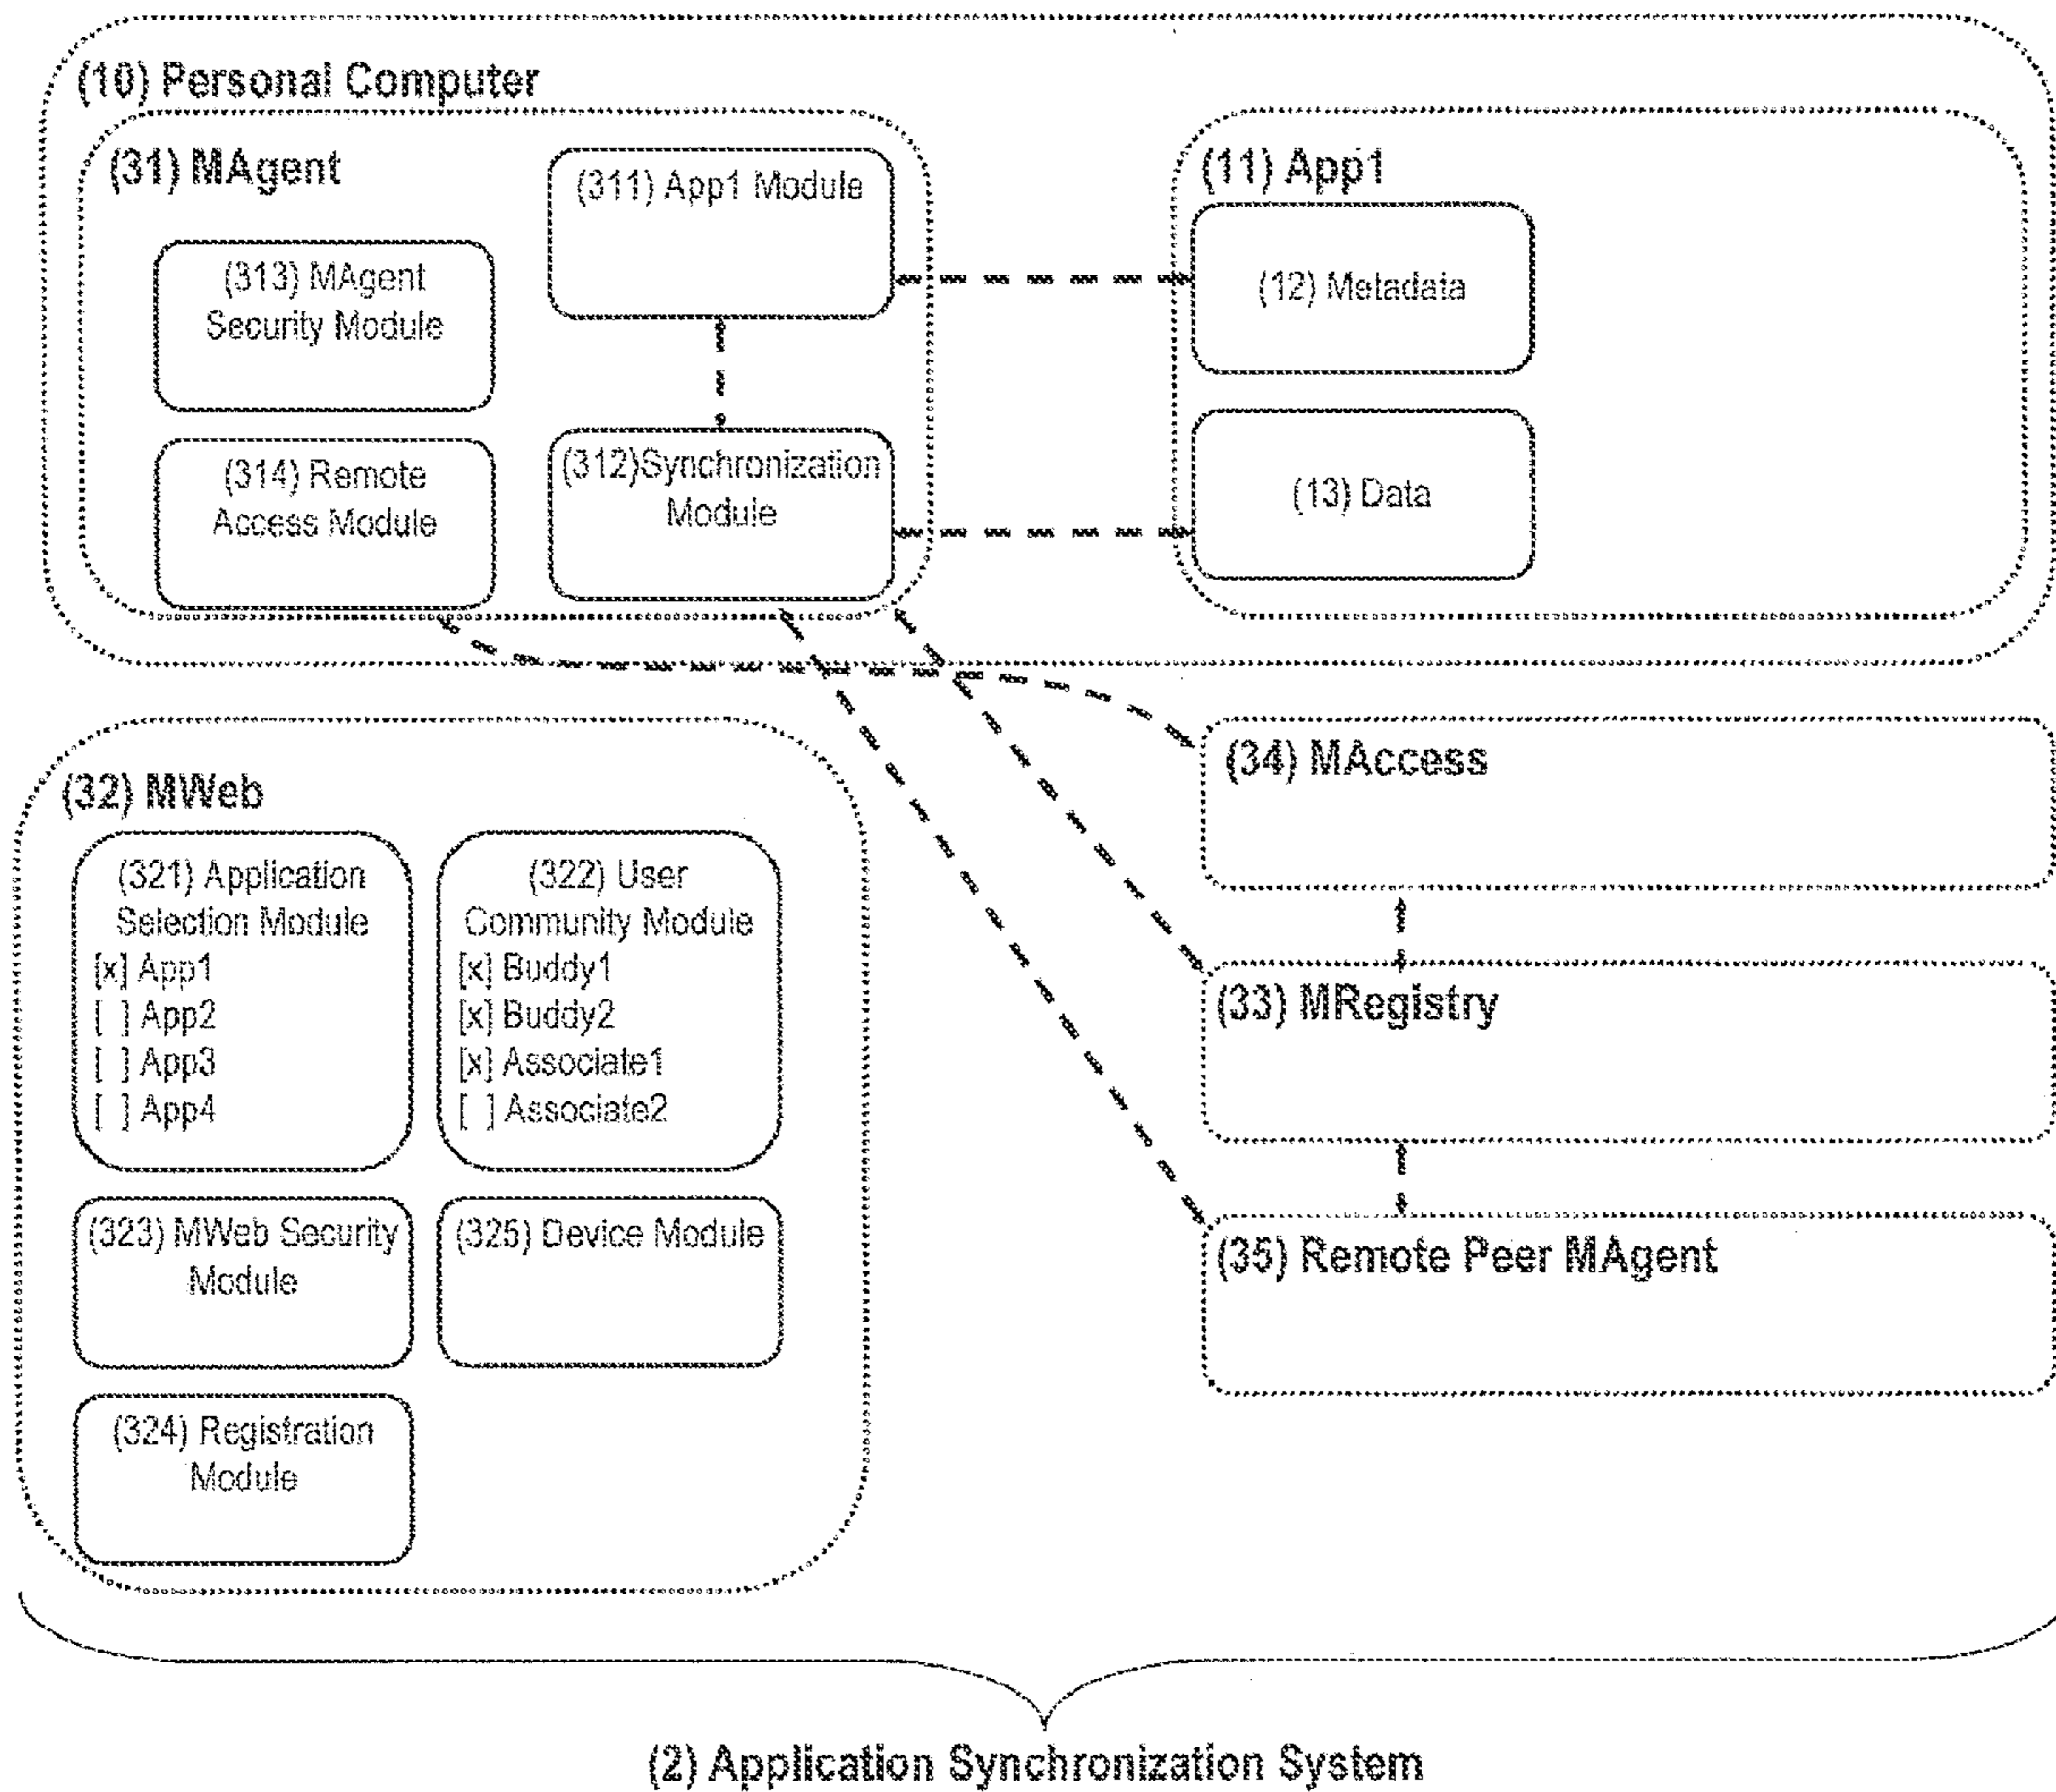 (10) Personal Computer
(31) MAgent
(311) App1 Module
(313) MAgent
Security Module
(314) Remote
Access Module
(312)Synchronization
Module
(11) App1
(12) Metadata
(13) Data
(32) MWeb
(321) Application
Selection Module
[x] App1
[ ] App2
[ ] App3
[ ] App4
(322) User
Community Module
[x] Buddy1
[x] Buddy2
[x] Associate1
[ ] Associate2
(323) MWeb Security
Module
(325) Device Module
(324) Registration
Module
(34) MAccess
(33) MRegistry
(35) Remote Peer MAgent
(2) Application Synchronization System